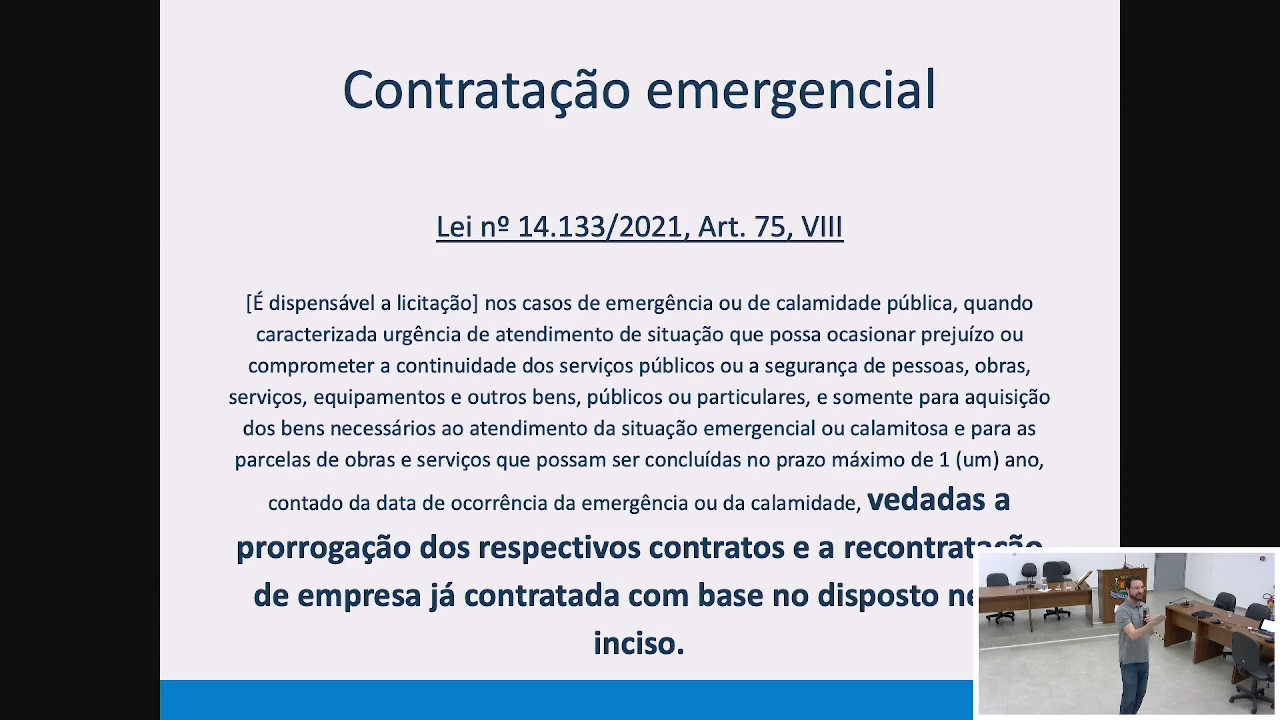 Contratação emergencial
Lei nº 14.133/2021, Art. 75, VIII
[É dispensável a licitação] nos casos de emergência ou de calamidade pública, quando
caracterizada urgência de atendimento de situação que possa ocasionar prejuízo ou
comprometer a continuidade dos serviços públicos ou a segurança de pessoas, obras,
serviços, equipamentos e outros bens, públicos ou particulares, e somente para aquisição
dos bens necessários ao atendimento da situação emergencial ou calamitosa e para as
parcelas de obras e serviços que possam ser concluídas no prazo máximo de 1 (um) ano,
contado da data de ocorrência da emergência ou da calamidade, vedadas a
prorrogação dos respectivos contratos e a recontratação
de empresa já contratada com base no disposto
inciso.